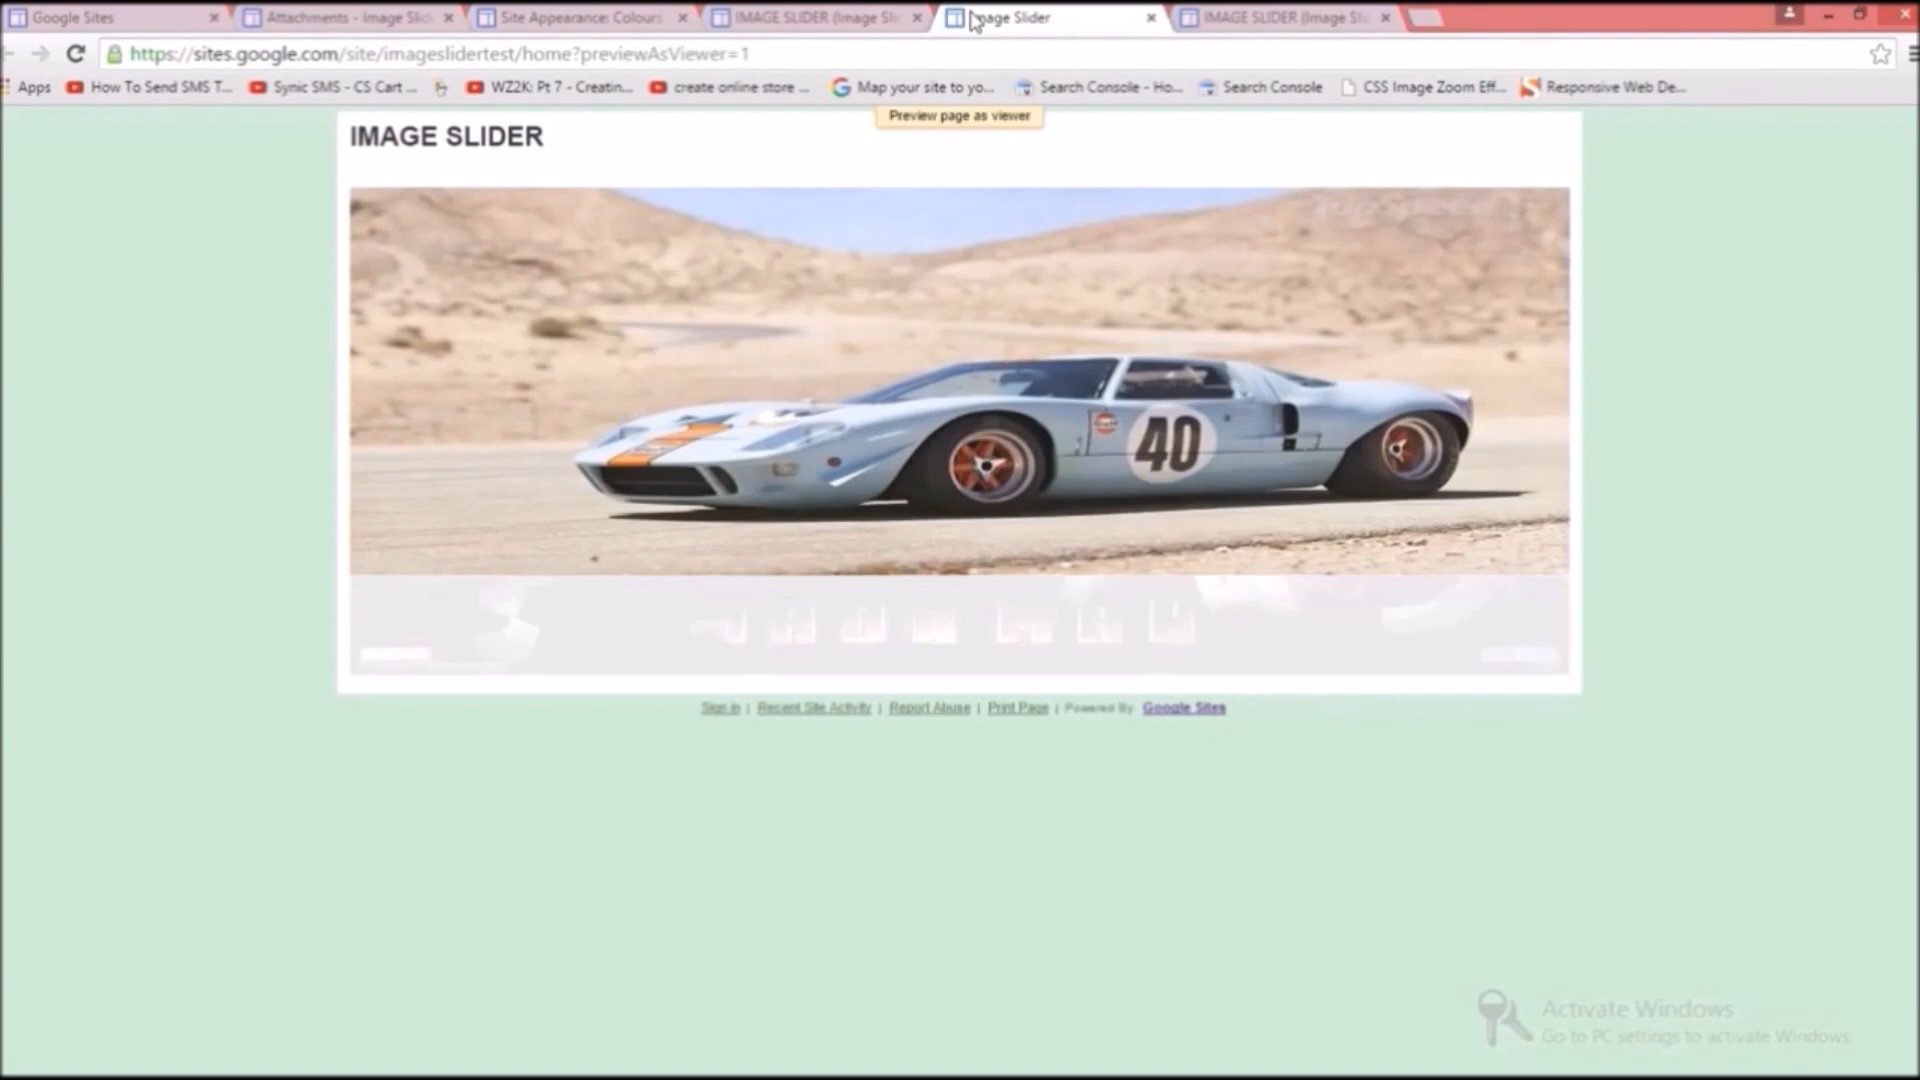 Google Sites
Attachments - Image Slid
Site Appearance: Colours
IMAGE SLIDER (Image Sli
Image Slider
IMAGE SLIDER (Image Sli
https://sites.google.com/site/imageslidertest/home?previewAsViewer=1
Apps
How To Send SMS T...
Synic SMS - CS Cart ...
WZ2K: Pt 7 - Creatin...
create online store ...
Map your site to yo...
Search Console - Ho...
Search Console
CSS Image Zoom Eff...
Responsive Web De...
Preview page as viewer
IMAGE SLIDER
40
Sign in | Recent Site Activity | Report Abuse | Print Page | Powered By Google Sites
Activate Windows
Go to PC settings to activate Windows.